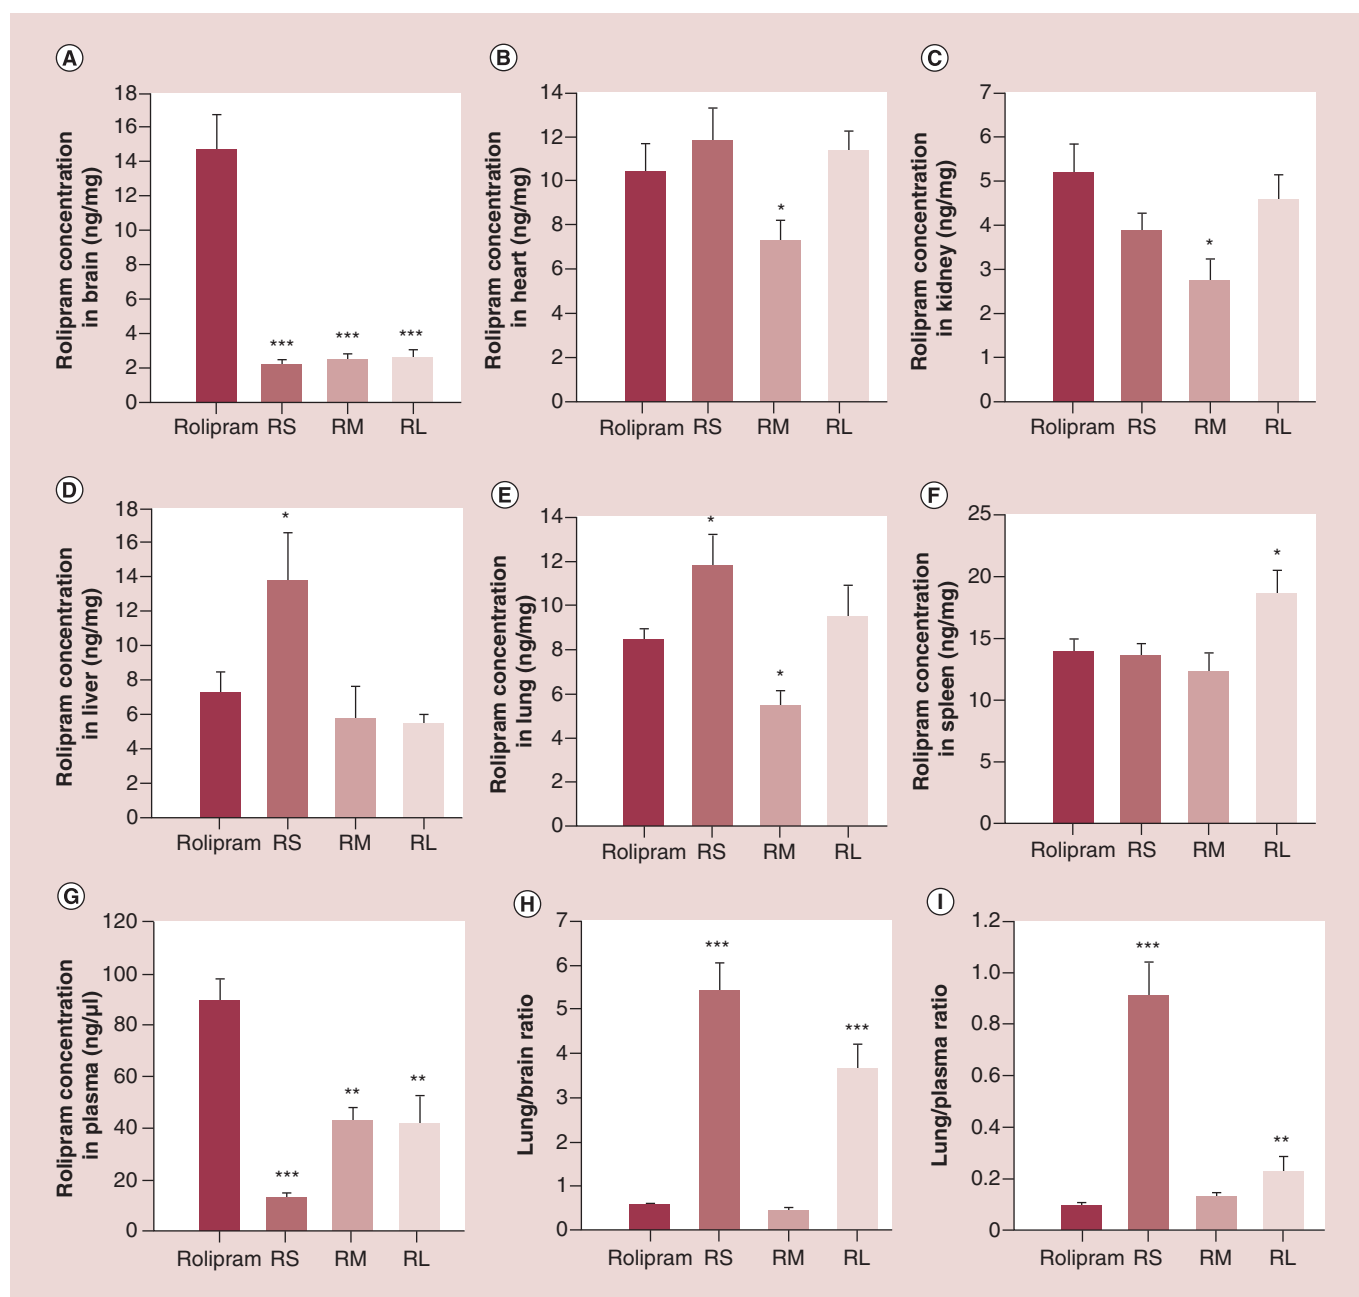 A
Rolipram concentration
in brain (ng/mg)
18
16
14
12
10
8
6
4
2
0
***
***
***
Rolipram RS RM RL
B
Rolipram concentration
in heart (ng/mg)
14
12
10
8
6
4
2
0
*
Rolipram RS RM RL
C
Rolipram concentration
in kidney (ng/mg)
7
6
5
4
3
2
1
0
*
Rolipram RS RM RL
D
Rolipram concentration
in liver (ng/mg)
18
16
14
12
10
8
6
4
2
0
*
Rolipram RS RM RL
E
Rolipram concentration
in lung (ng/mg)
14
12
10
8
6
4
2
0
*
*
Rolipram RS RM RL
F
Rolipram concentration
in spleen (ng/mg)
25
20
15
10
5
0
*
Rolipram RS RM RL
G
Rolipram concentration
in plasma (ng/µl)
120
100
80
60
40
20
0
***
**
**
Rolipram RS RM RL
H
Lung/brain ratio
7
6
5
4
3
2
1
0
***
***
Rolipram RS RM RL
I
Lung/plasma ratio
1.2
1.0
0.8
0.6
0.4
0.2
0
***
**
Rolipram RS RM RL